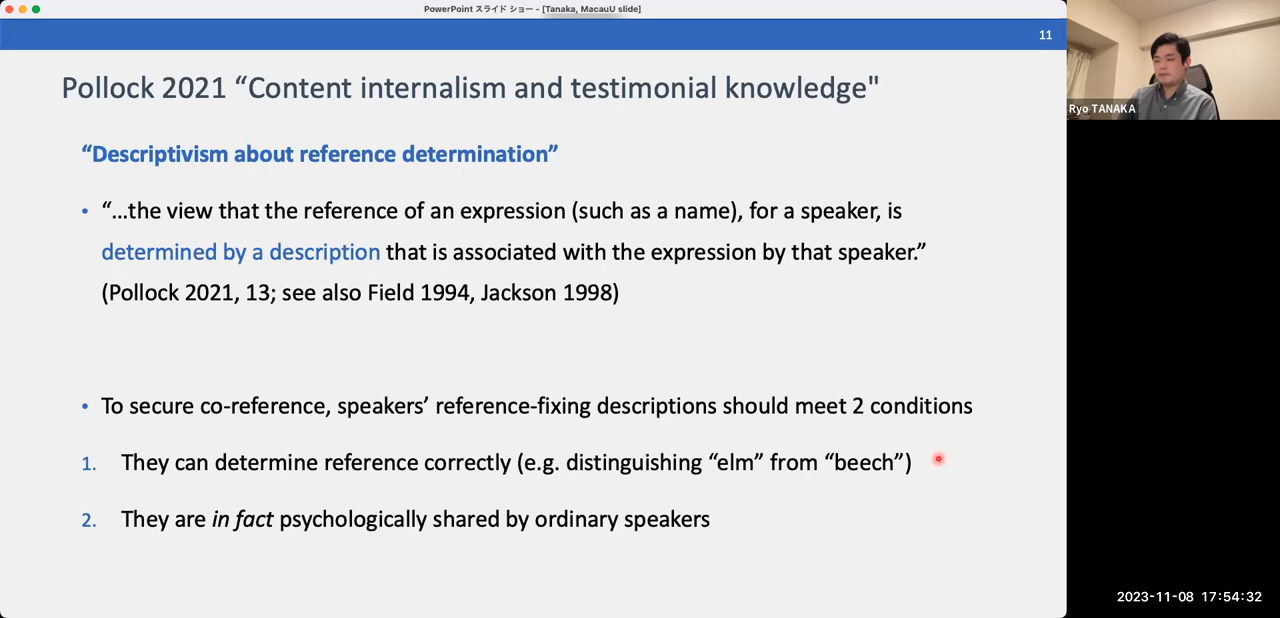 PowerPoint スライド ショー - [Tanaka, MacauU slide]
11
Pollock 2021 “Content internalism and testimonial knowledge"
“Descriptivism about reference determination”
• “…the view that the reference of an expression (such as a name), for a speaker, is
determined by a description that is associated with the expression by that speaker.”
(Pollock 2021, 13; see also Field 1994, Jackson 1998)
• To secure co-reference, speakers’ reference-fixing descriptions should meet 2 conditions
1. They can determine reference correctly (e.g. distinguishing “elm” from “beech”)
2. They are in fact psychologically shared by ordinary speakers
Ryo TANAKA
2023-11-08 17:54:32